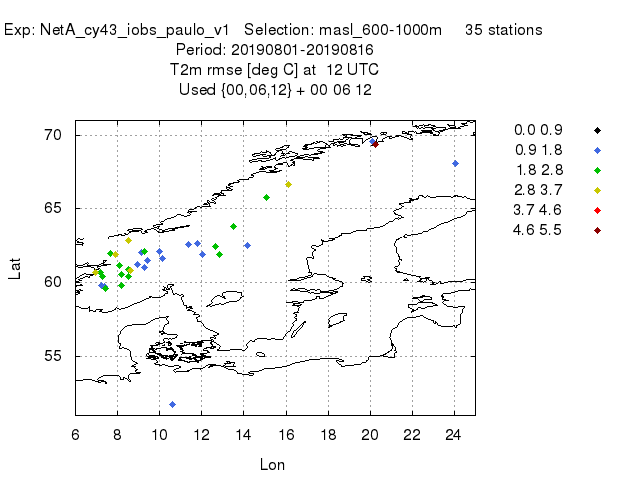 Exp: NetA_cy43_iobs_paulo_v1 Selection: masl_600-1000m 35 stations
Period: 20190801-20190816
T2m rmse [deg C] at 12 UTC
Used {00,06,12} + 00 06 12
70
65
60
55
Lat
6 8 10 12 14 16 18 20 22 24
Lon
0.0 0.9
0.9 1.8
1.8 2.8
2.8 3.7
3.7 4.6
4.6 5.5